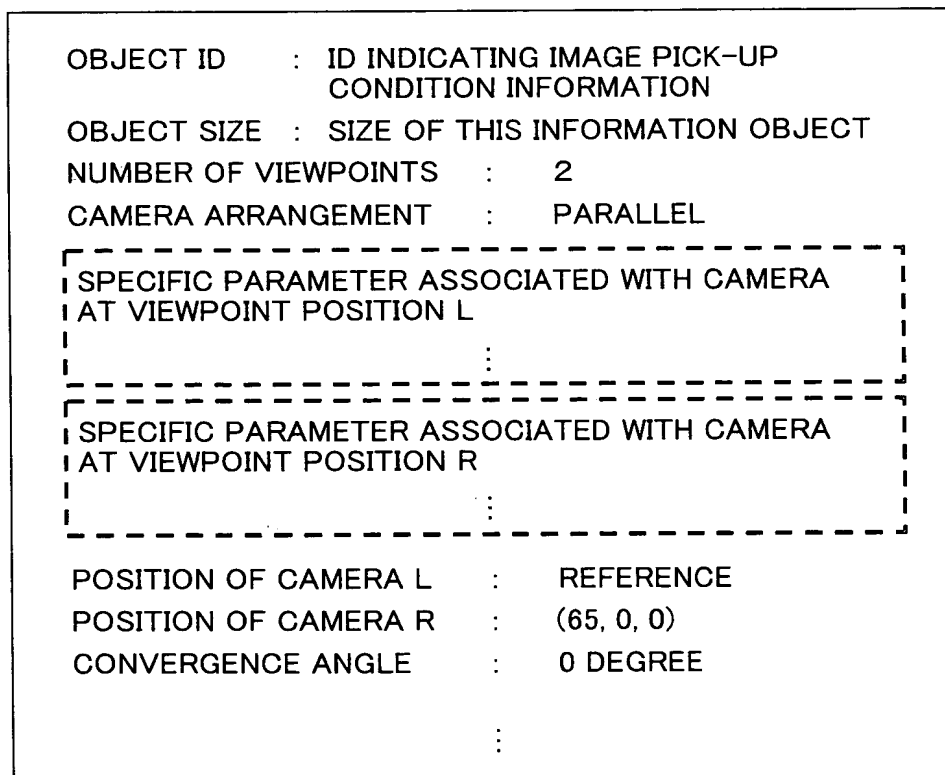 OBJECT ID : ID INDICATING IMAGE PICK-UP
CONDITION INFORMATION
OBJECT SIZE : SIZE OF THIS INFORMATION OBJECT
NUMBER OF VIEWPOINTS : 2
CAMERA ARRANGEMENT : PARALLEL
SPECIFIC PARAMETER ASSOCIATED WITH CAMERA
AT VIEWPOINT POSITION L
⋮
SPECIFIC PARAMETER ASSOCIATED WITH CAMERA
AT VIEWPOINT POSITION R
⋮
POSITION OF CAMERA L : REFERENCE
POSITION OF CAMERA R : (65, 0, 0)
CONVERGENCE ANGLE : 0 DEGREE
⋮